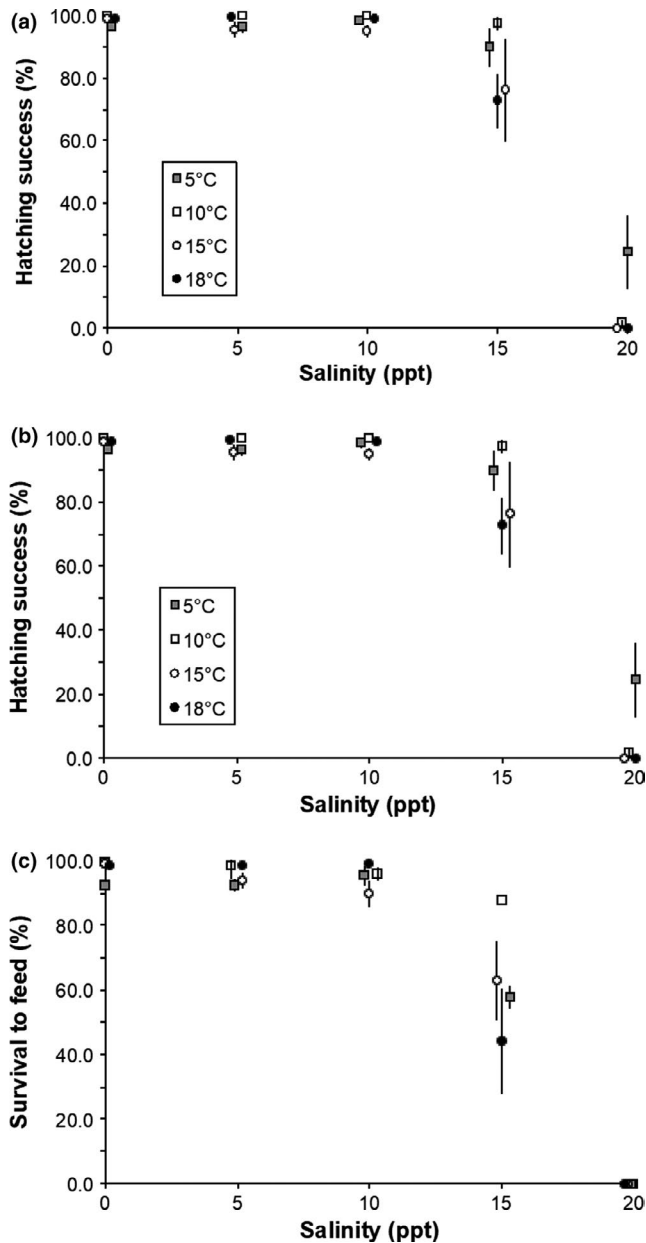 (a)
Hatching success (%)
100.0
80.0
60.0
40.0
20.0
0.0
5°C
10°C
15°C
18°C
0 5 10 15 20
Salinity (ppt)
(b)
Hatching success (%)
100.0
80.0
60.0
40.0
20.0
0.0
5°C
10°C
15°C
18°C
0 5 10 15 20
Salinity (ppt)
(c)
Survival to feed (%)
100.0
80.0
60.0
40.0
20.0
0.0
0 5 10 15 20
Salinity (ppt)